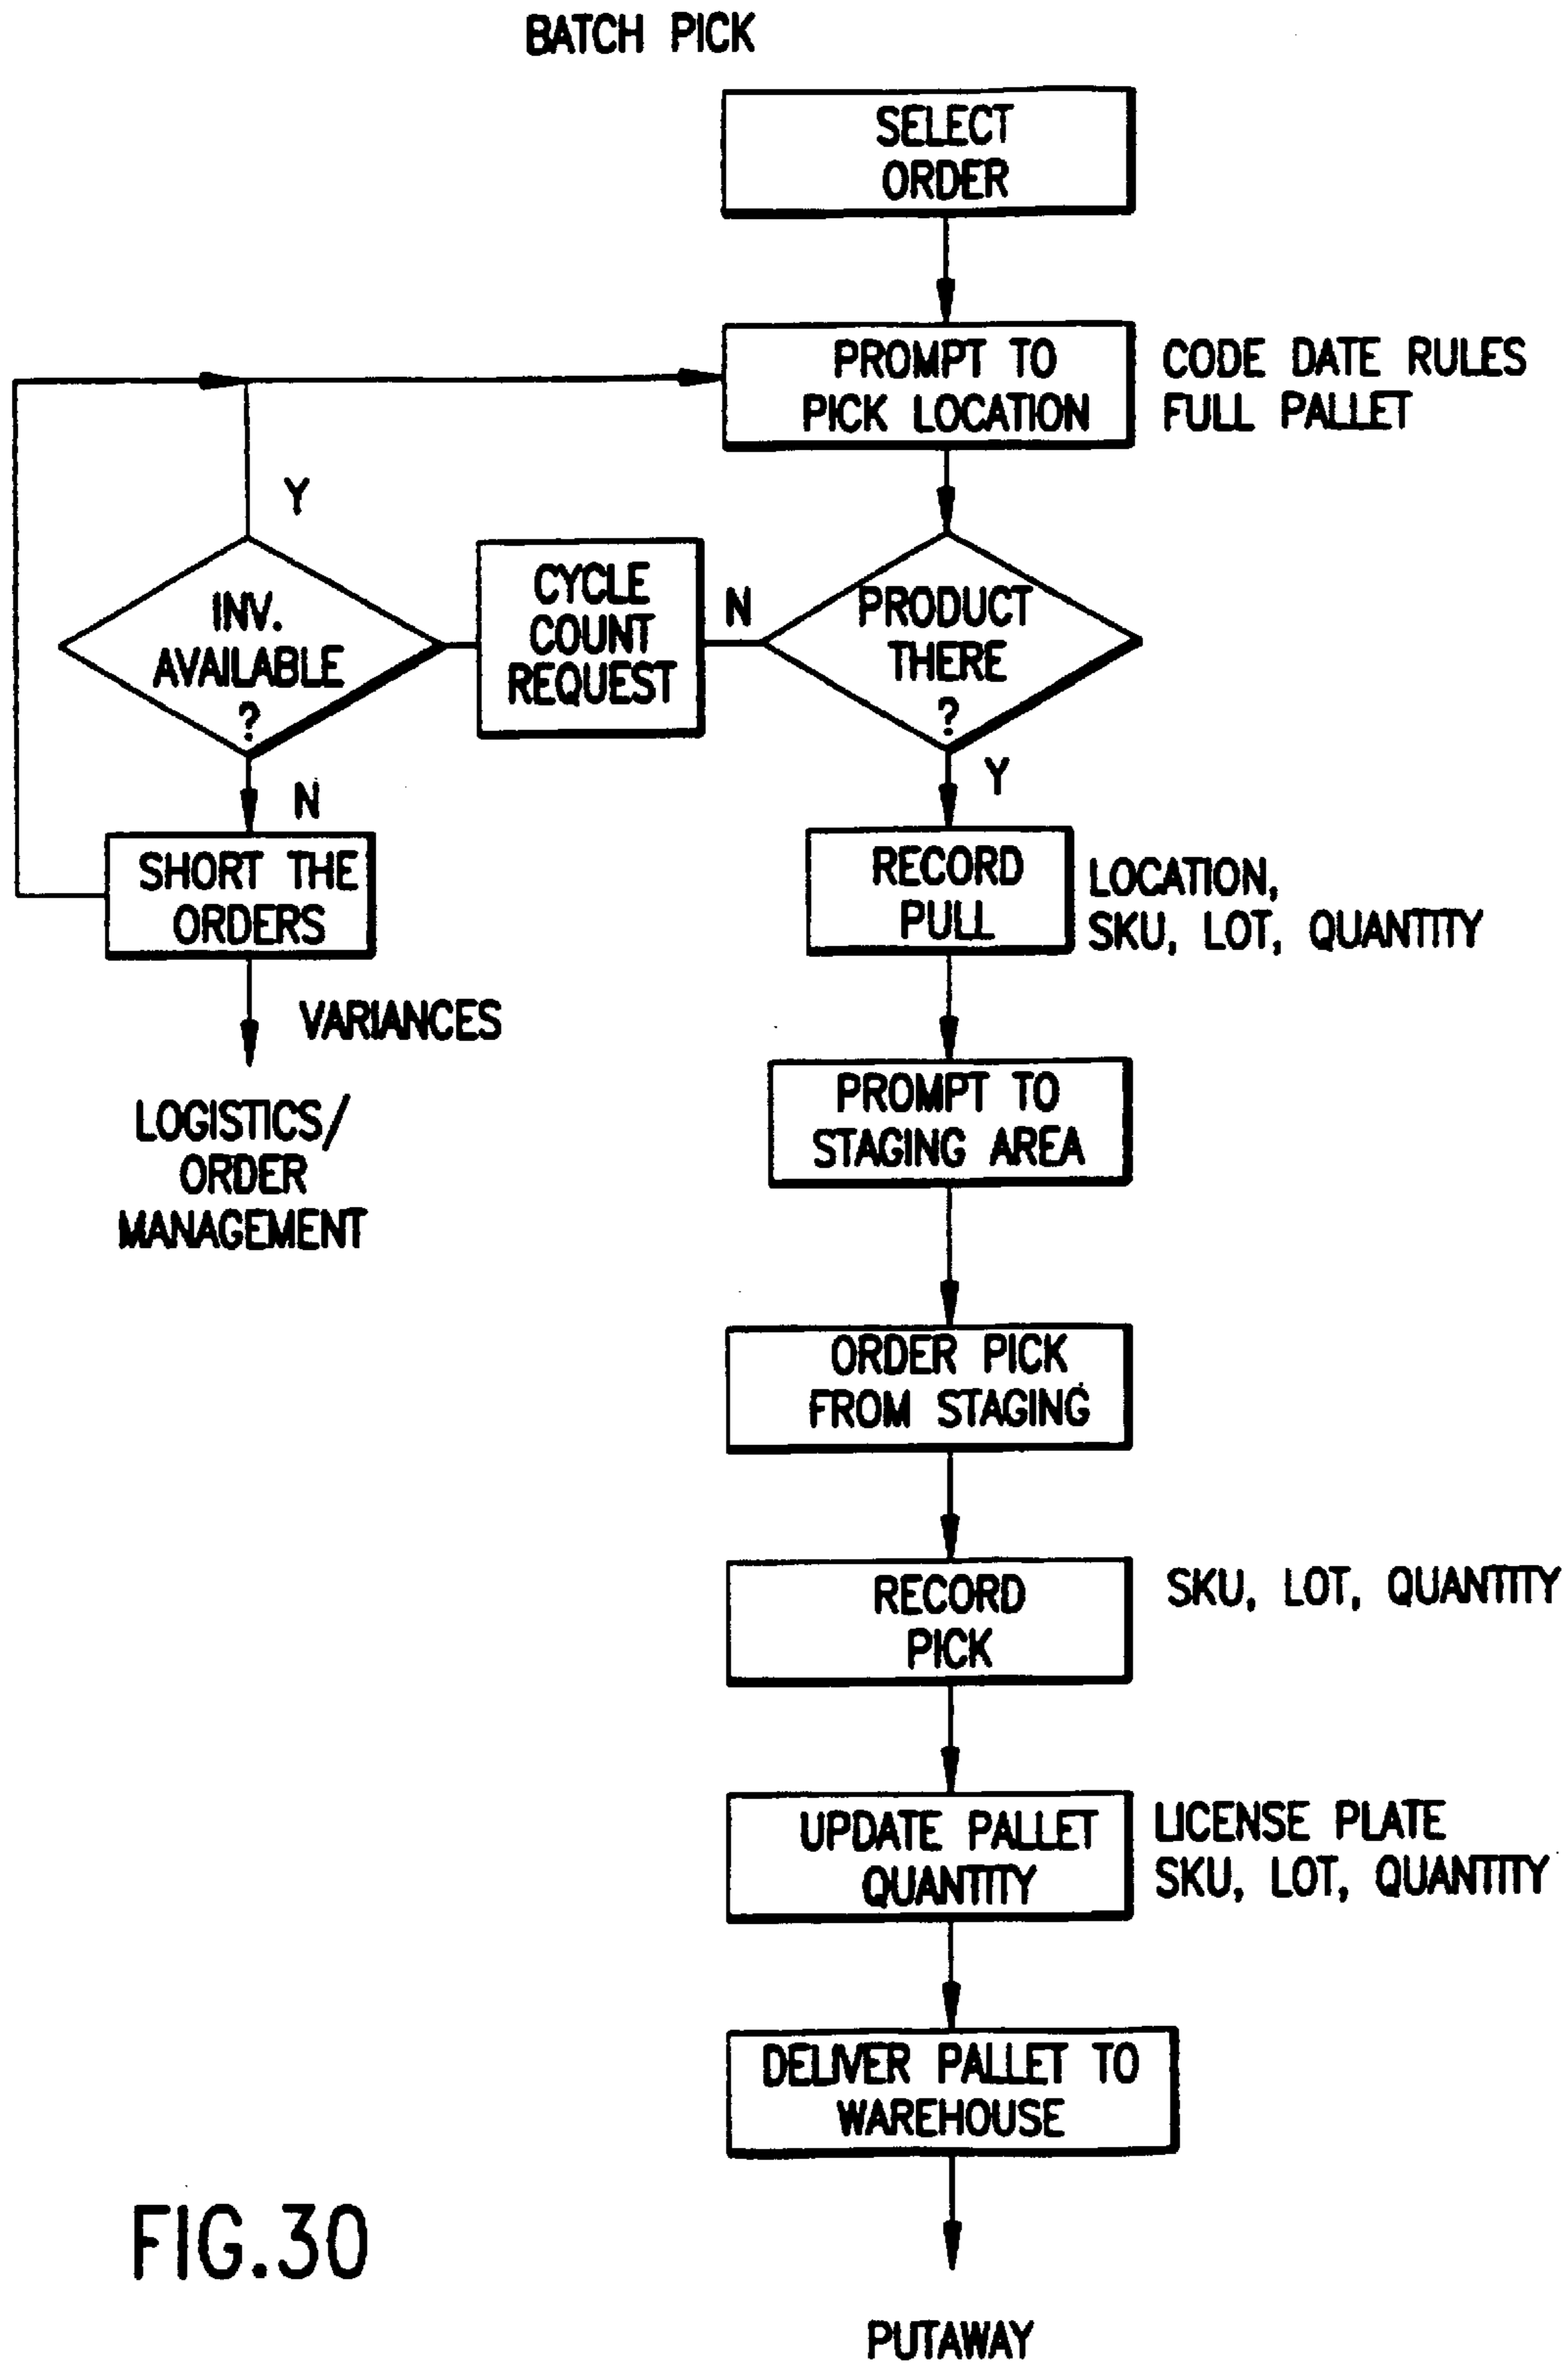 BATCH PICK
SELECT
ORDER
PROMPT TO
PICK LOCATION
CODE DATE RULES
FULL PALLET
Y
INV.
AVAILABLE
?
CYCLE
COUNT
REQUEST
N
PRODUCT
THERE
?
N
Y
SHORT THE
ORDERS
RECORD
PULL
LOCATION,
SKU, LOT, QUANTITY
VARIANCES
LOGISTICS/
ORDER
MANAGEMENT
PROMPT TO
STAGING AREA
ORDER PICK
FROM STAGING
RECORD
PICK
SKU, LOT, QUANTITY
UPDATE PALLET
QUANTITY
LICENSE PLATE
SKU, LOT, QUANTITY
DELIVER PALLET TO
WAREHOUSE
FIG.30
PUTAWAY